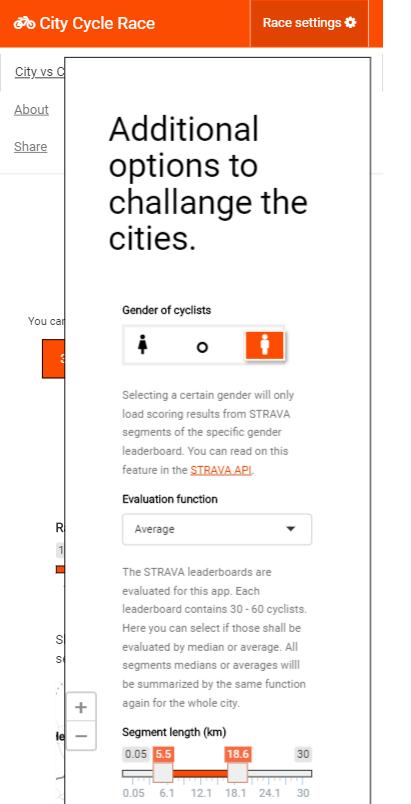 City Cycle Race
Race settings
City vs C
About
Share
Additional
options to
challange the
cities.
You can
Gender of cyclists
Selecting a certain gender will only
load scoring results from STRAVA
segments of the specific gender
leaderboard. You can read on this
feature in the STRAVA API.
Evaluation function
Average
The STRAVA leaderboards are
evaluated for this app. Each
leaderboard contains 30 - 60 cyclists.
Here you can select if those shall be
evaluated by median or average. All
segments medians or averages willl
be summarized by the same function
again for the whole city.
+
−
Segment length (km)
0.05 5.5 18.6 30
0.05 6.1 12.1 18.1 24.1 30